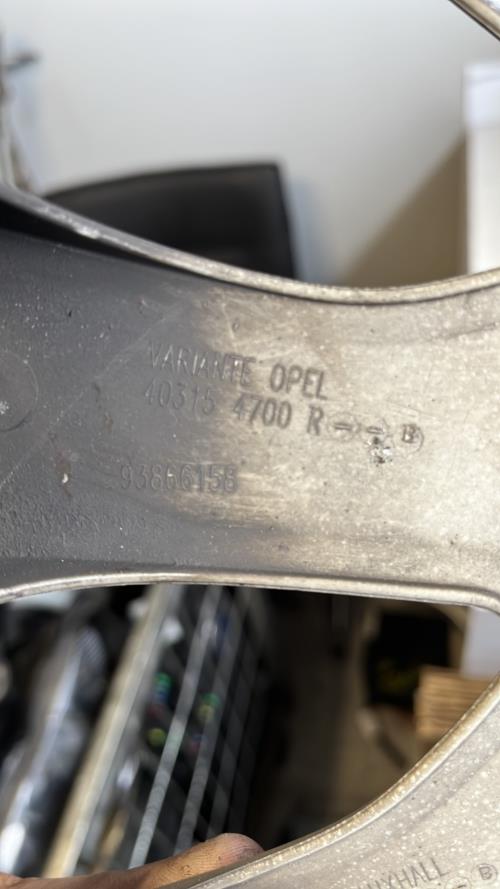 VARIANTE OPEL
40315 4700 R -- B
93866158
B